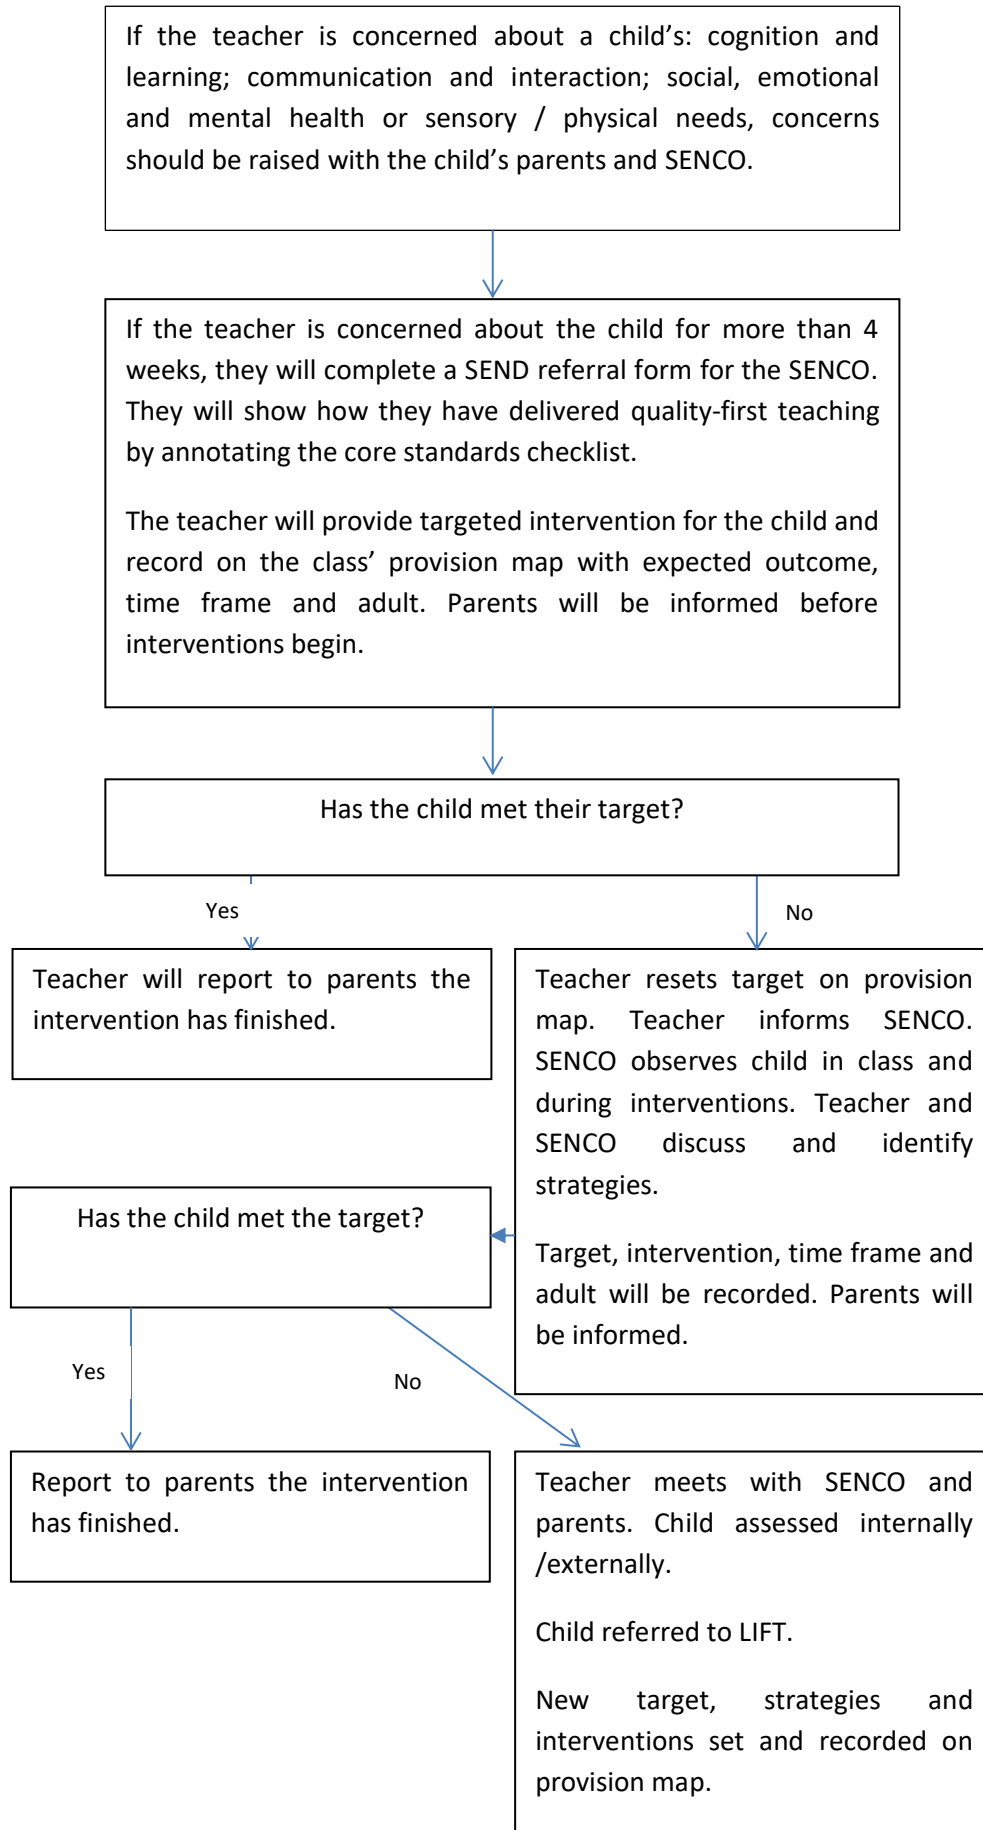 If the teacher is concerned about a child’s: cognition and
learning; communication and interaction; social, emotional
and mental health or sensory / physical needs, concerns
should be raised with the child’s parents and SENCO.
If the teacher is concerned about the child for more than 4
weeks, they will complete a SEND referral form for the SENCO.
They will show how they have delivered quality-first teaching
by annotating the core standards checklist.
The teacher will provide targeted intervention for the child and
record on the class’ provision map with expected outcome,
time frame and adult. Parents will be informed before
interventions begin.
Has the child met their target?
Yes
No
Teacher will report to parents the
intervention has finished.
Teacher resets target on provision
map. Teacher informs SENCO.
SENCO observes child in class and
during interventions. Teacher and
SENCO discuss and identify
strategies.
Target, intervention, time frame and
adult will be recorded. Parents will
be informed.
Has the child met the target?
Yes
No
Report to parents the intervention
has finished.
Teacher meets with SENCO and
parents. Child assessed internally
/externally.
Child referred to LIFT.
New target, strategies and
interventions set and recorded on
provision map.